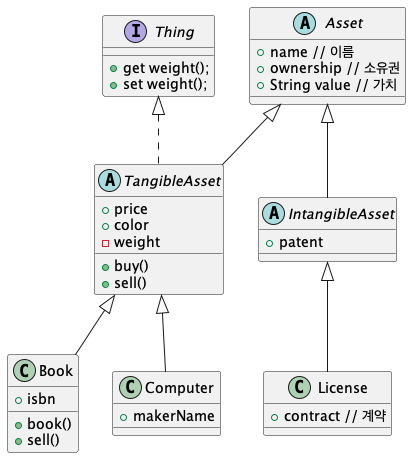 I Thing
get weight();
set weight();
A Asset
name // 이름
ownership // 소유권
String value // 가치
A TangibleAsset
price
color
weight
buy()
sell()
A IntangibleAsset
patent
C Book
isbn
book()
sell()
C Computer
makerName
C License
contract // 계약